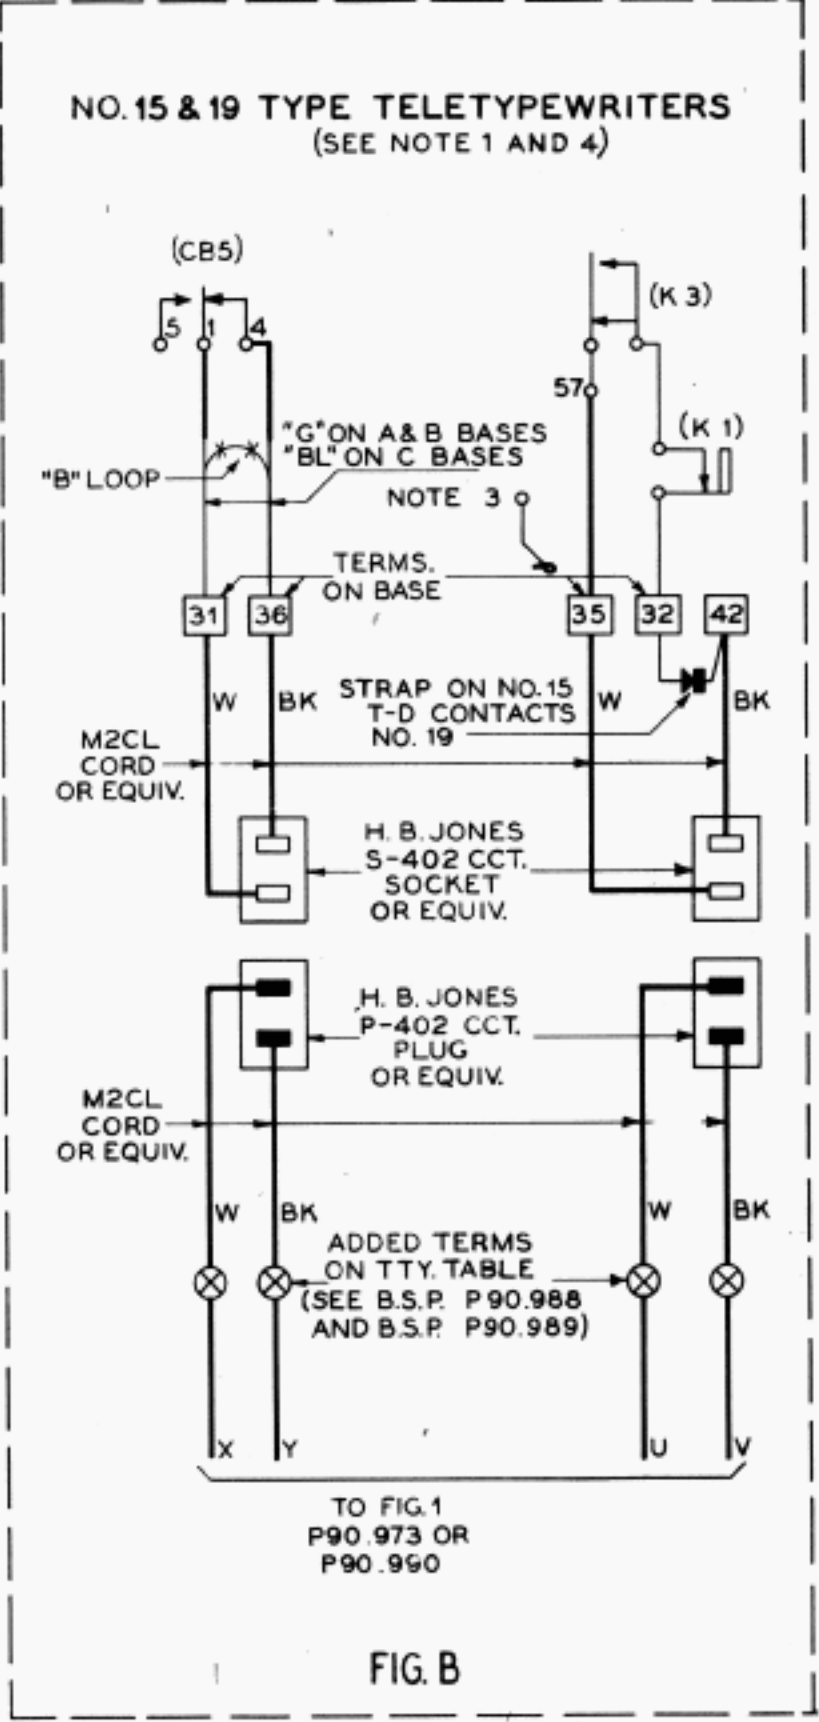 NO. 15 & 19 TYPE TELETYPEWRITERS
(SEE NOTE 1 AND 4)
(CB5)
(K 3)
5 1 4
57
(K 1)
"G" ON A & B BASES
"BL" ON C BASES
"B" LOOP
NOTE 3
TERMS.
ON BASE
31 36 35 32 42
W BK W BK
STRAP ON NO. 15
T-D CONTACTS
NO. 19
M2CL
CORD
OR EQUIV.
H. B. JONES
S-402 CCT.
SOCKET
OR EQUIV.
H. B. JONES
P-402 CCT.
PLUG
OR EQUIV.
M2CL
CORD
OR EQUIV.
W BK W BK
ADDED TERMS
ON TTY. TABLE
(SEE B.S.P. P90.988
AND B.S.P. P90.989)
X Y U V
TO FIG. 1
P90.973 OR
P90.990
FIG. B